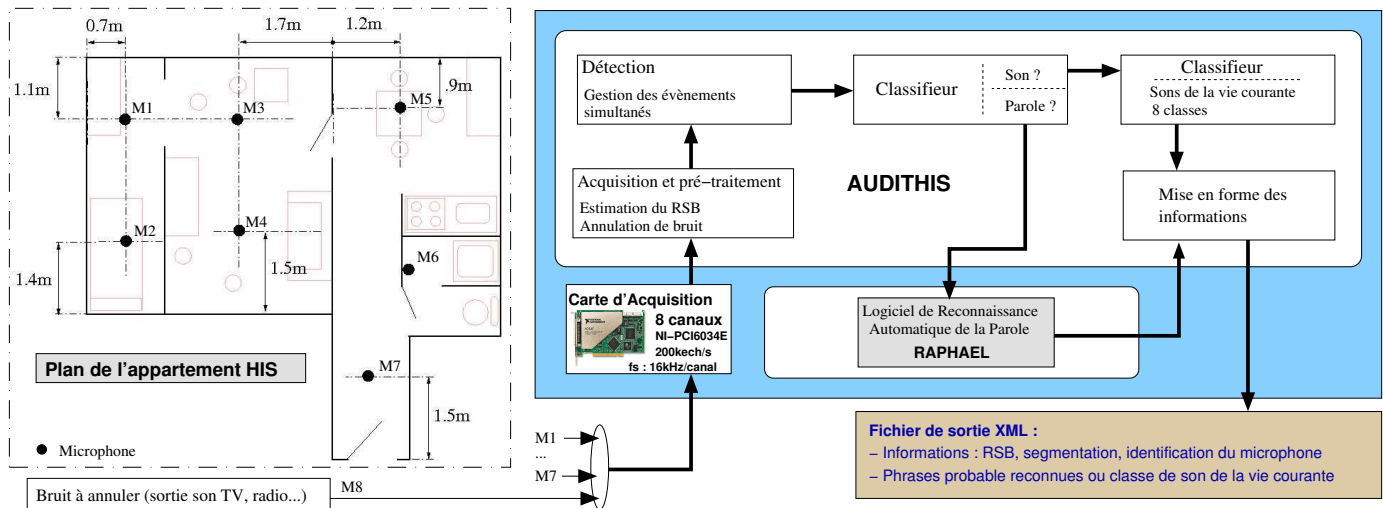 0.7m
1.7m
1.2m
1.1m
.9m
M1
M3
M5
M2
M4
M6
1.4m
1.5m
Plan de l'appartement HIS
M7
1.5m
Microphone
Bruit à annuler (sortie son TV, radio...)
M8
M1
...
M7
Détection
Gestion des évènements
simultanés
Classifieur
Son ?
Parole ?
Classifieur
Sons de la vie courante
8 classes
Acquisition et pré−traitement
Estimation du RSB
Annulation de bruit
AUDITHIS
Mise en forme des
informations
Carte d'Acquisition
8 canaux
NI−PCI6034E
200kech/s
fs : 16kHz/canal
Logiciel de Reconnaissance
Automatique de la Parole
RAPHAEL
Fichier de sortie XML :
− Informations : RSB, segmentation, identification du microphone
− Phrases probable reconnues ou classe de son de la vie courante